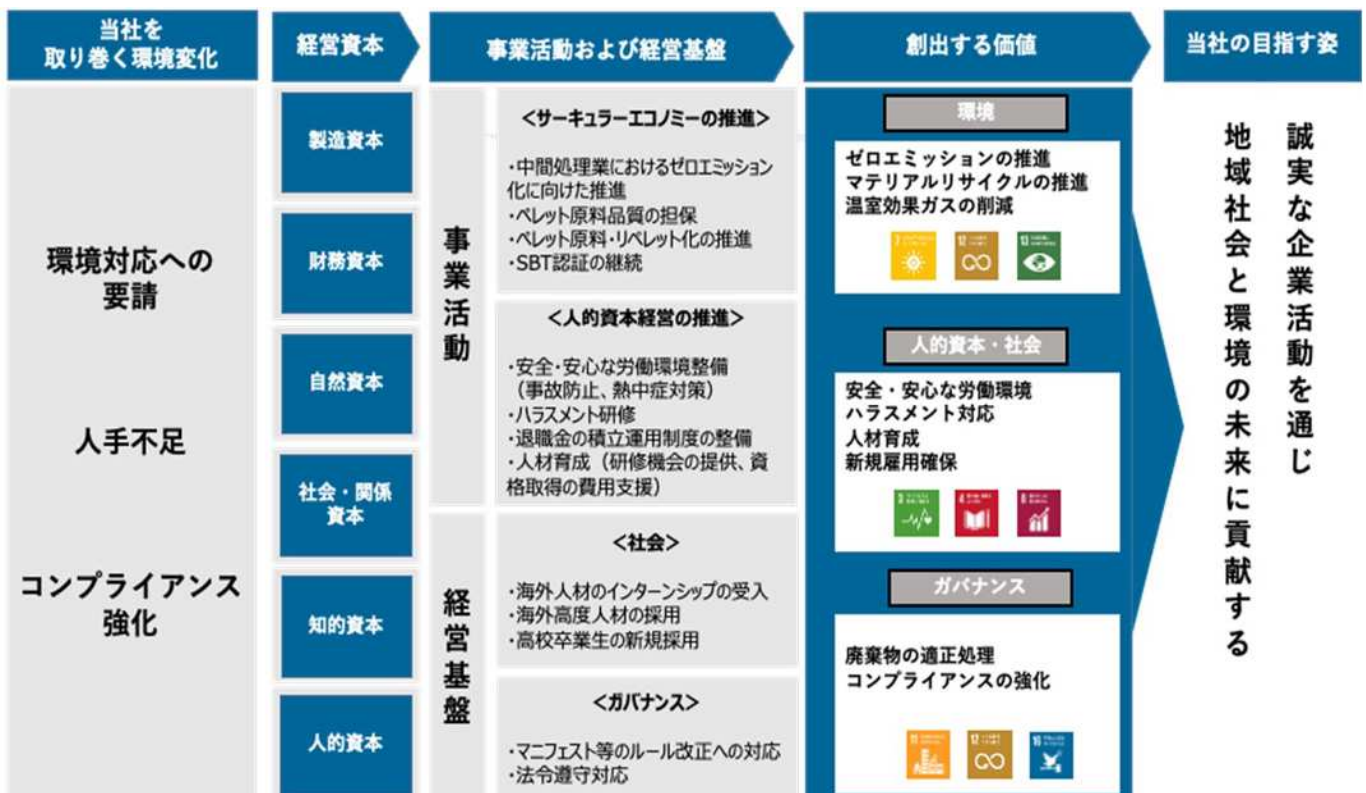 当社を
取り巻く環境変化
経営資本
事業活動および経営基盤
創出する価値
当社の目指す姿
環境対応への
要請
人手不足
コンプライアンス
強化
製造資本
財務資本
自然資本
社会・関係
資本
知的資本
人的資本
事業活動
<サーキュラーエコノミーの推進>
・中間処理業におけるゼロエミッション
化に向けた推進
・ペレット原料品質の担保
・ペレット原料・リペレット化の推進
・SBT認証の継続
<人的資本経営の推進>
・安全・安心な労働環境整備
（事故防止、熱中症対策）
・ハラスメント研修
・退職金の積立運用制度の整備
・人材育成（研修機会の提供、資
格取得の費用支援）
経営基盤
<社会>
・海外人材のインターンシップの受入
・海外高度人材の採用
・高校卒業生の新規採用
<ガバナンス>
・マニフェスト等のルール改正への対応
・法令遵守対応
環境
ゼロエミッションの推進
マテリアルリサイクルの推進
温室効果ガスの削減
7
12
13
人的資本・社会
安全・安心な労働環境
ハラスメント対応
人材育成
新規雇用確保
3
4
8
ガバナンス
廃棄物の適正処理
コンプライアンスの強化
11
12
16
誠実な企業活動を通じ
地域社会と環境の未来に貢献する